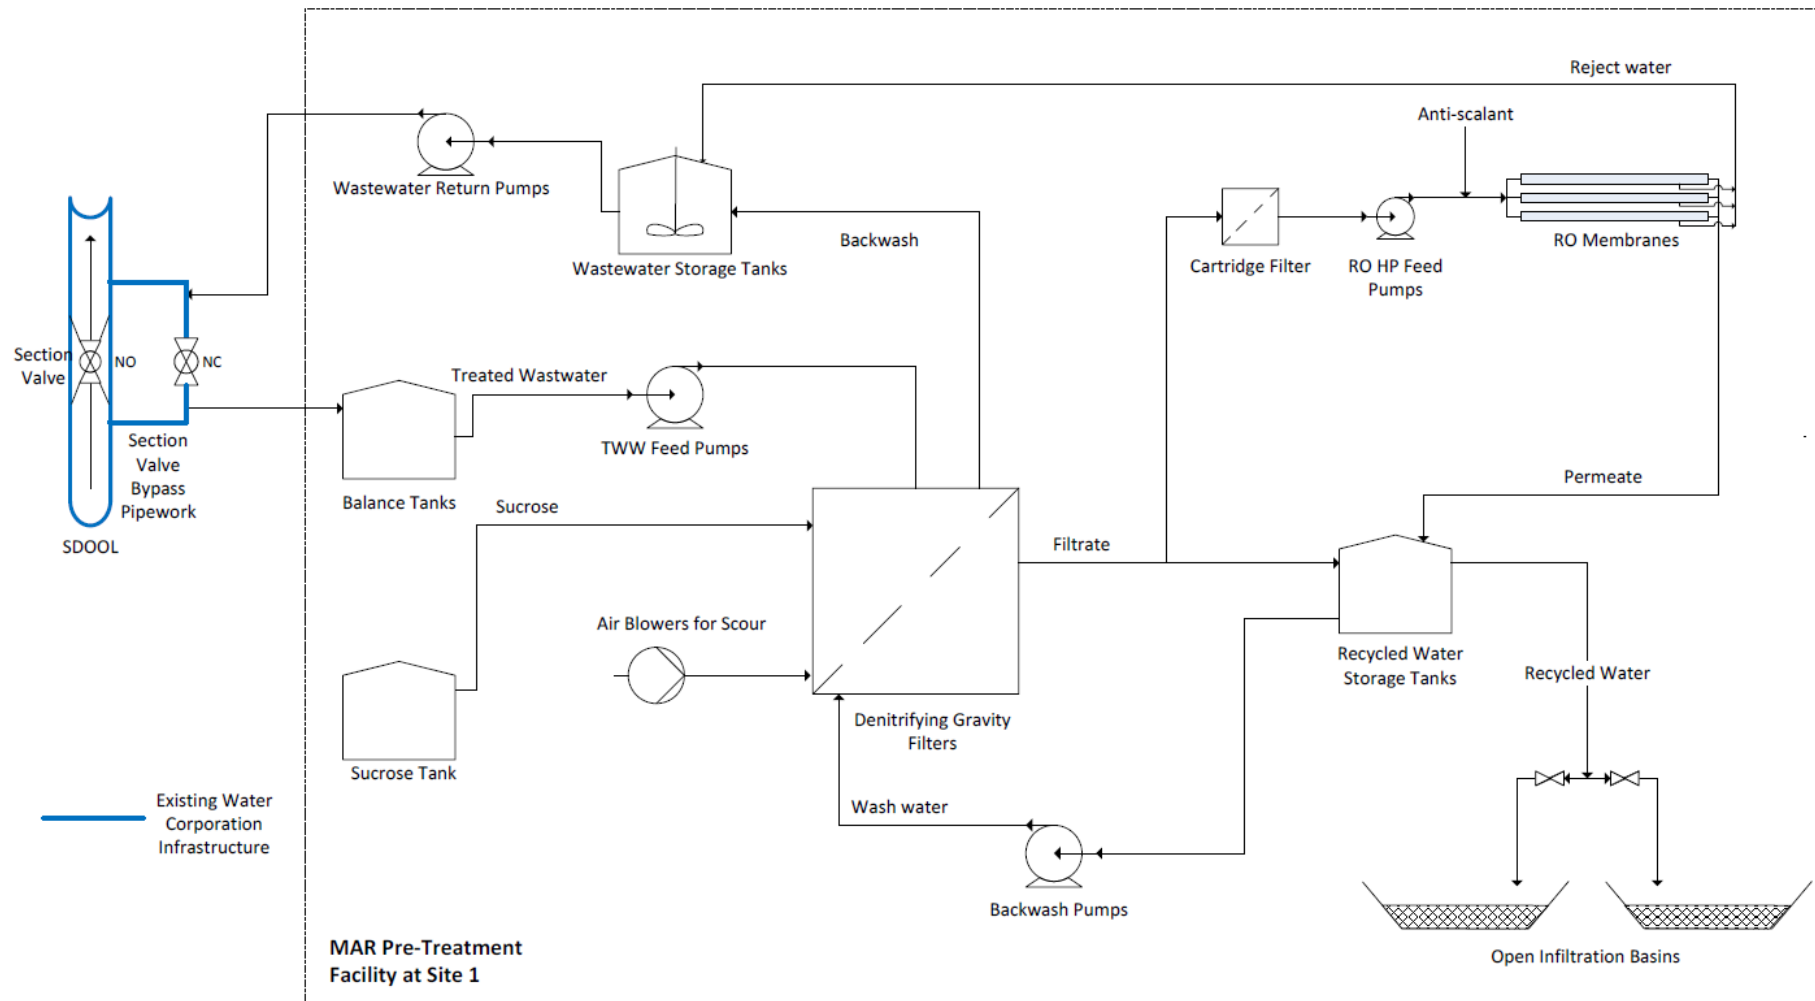 Reject water
Anti-scalant
Wastewater Return Pumps
Backwash
Wastewater Storage Tanks
Cartridge Filter
RO HP Feed
Pumps
RO Membranes
Section
Valve
NO
NC
Treated Wastwater
TWW Feed Pumps
Section
Valve
Bypass
Pipework
SDOOL
Balance Tanks
Sucrose
Permeate
Filtrate
Air Blowers for Scour
Recycled Water
Storage Tanks
Recycled Water
Denitrifying Gravity
Filters
Sucrose Tank
Existing Water
Corporation
Infrastructure
Wash water
Backwash Pumps
Open Infiltration Basins
MAR Pre-Treatment
Facility at Site 1